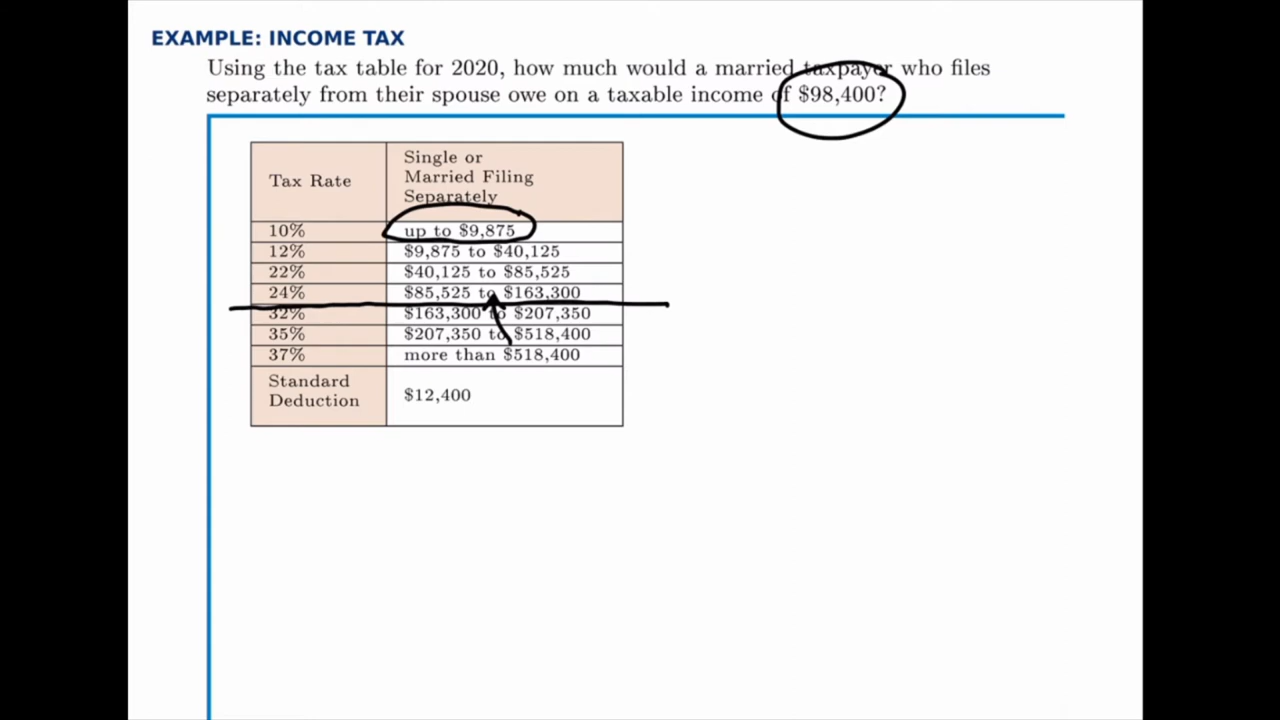 EXAMPLE: INCOME TAX
Using the tax table for 2020, how much would a married taxpayer who files
separately from their spouse owe on a taxable income of $98,400?
Tax Rate
Single or
Married Filing
Separately
10% up to $9,875
12% $9,875 to $40,125
22% $40,125 to $85,525
24% $85,525 to $163,300
32% $163,300 to $207,350
35% $207,350 to $518,400
37% more than $518,400
Standard
Deduction
$12,400